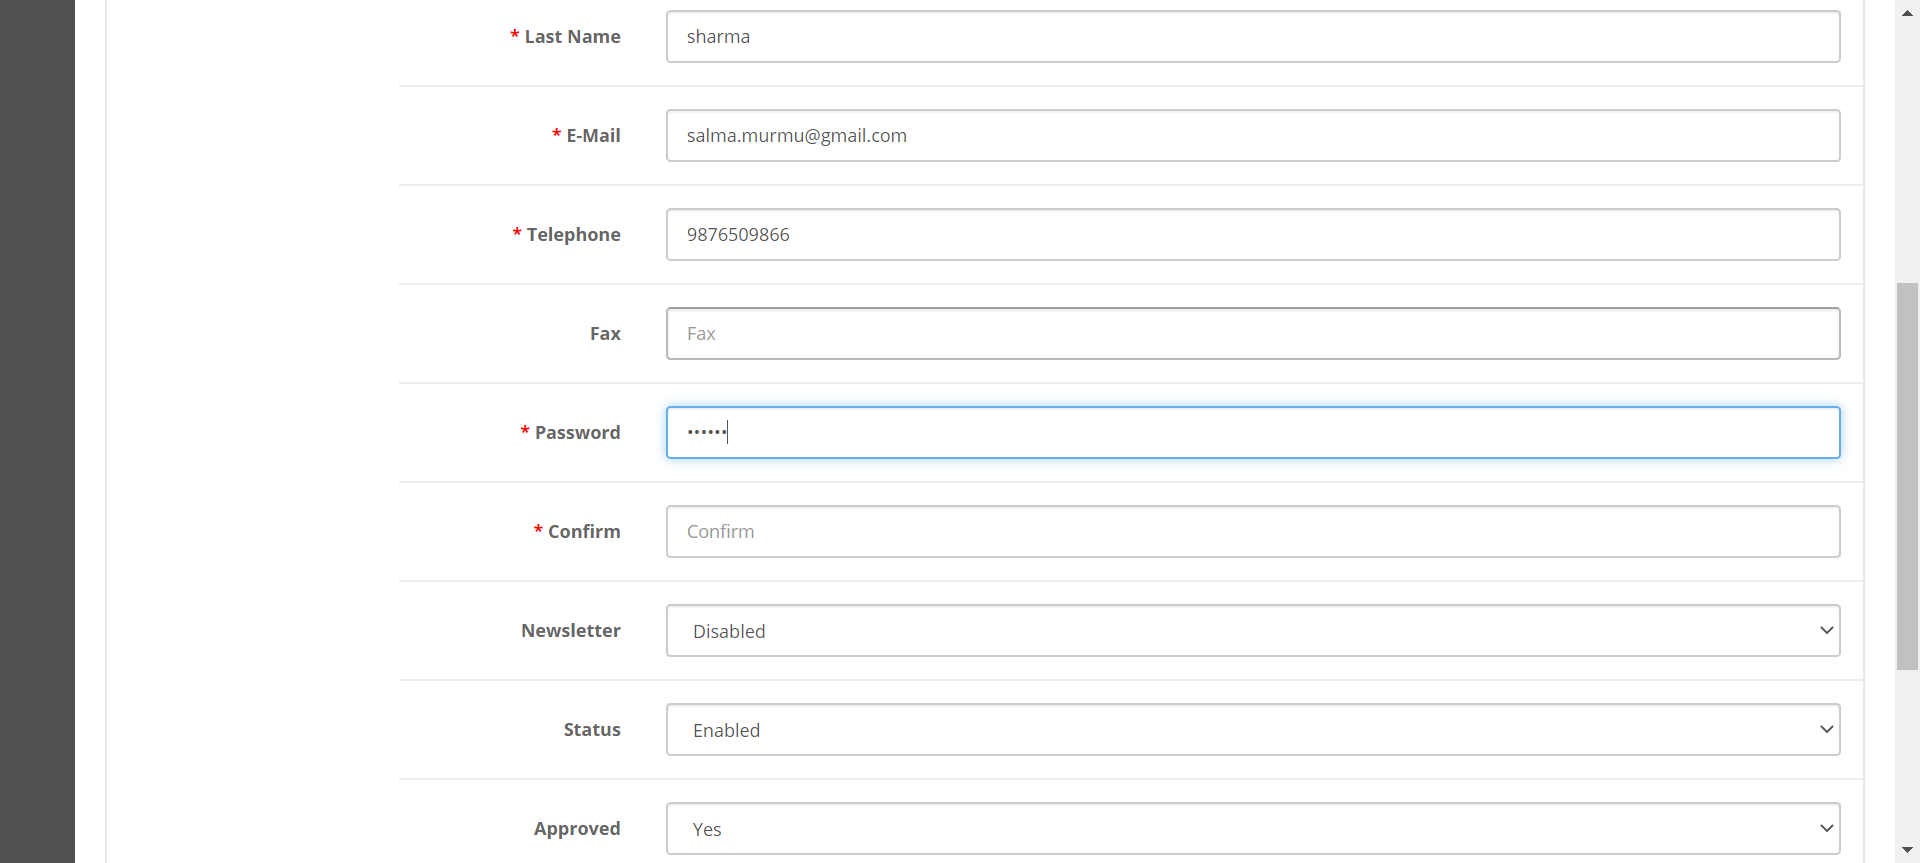 * Last Name sharma
* E-Mail salma.murmu@gmail.com
* Telephone 9876509866
Fax Fax
* Password ••••••
* Confirm Confirm
Newsletter Disabled
Status Enabled
Approved Yes